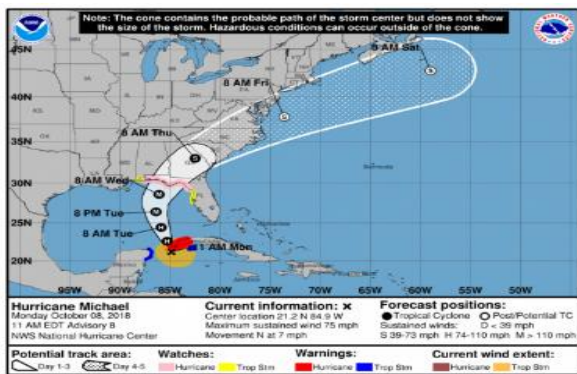 Note: The cone contains the probable path of the storm center but does not show
the size of the storm. Hazardous conditions can occur outside of the cone.
8 AM Sat
S
45N
8 AM Fri
40N
8 AM Thu
35N
S
8 AM Wed
30N
M
8 PM Tue
M
25N
8 AM Tue
H
H
1 AM Mon
20N
90W 85W 80W 75W 70W 65W 60W 55W 50W
Hurricane Michael
Monday October 08, 2018
11 AM EDT Advisory 8
NWS National Hurricane Center
Current information: x
Center location 21.2 N 84.9 W
Maximum sustained wind 75 mph
Movement N at 7 mph
Forecast positions:
Tropical Cyclone Post/Potential TC
Sustained winds: D < 39 mph
S 39-73 mph H 74-110 mph M > 110 mph
Potential track area:
Day 1-3 Day 4-5
Watches:
Hurricane Trop Stm
Warnings:
Hurricane Trop Stm
Current wind extent:
Hurricane Trop Stm